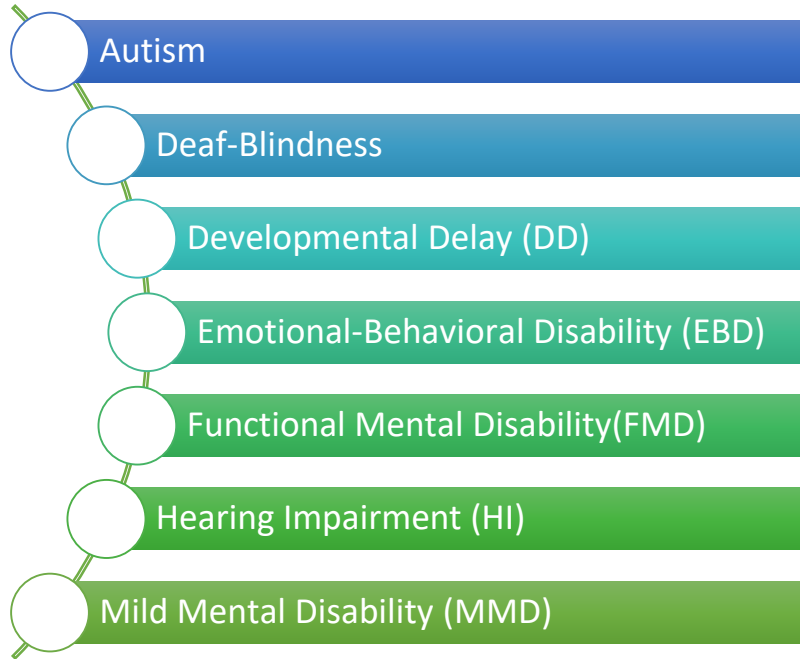 Autism
Deaf-Blindness
Developmental Delay (DD)
Emotional-Behavioral Disability (EBD)
Functional Mental Disability(FMD)
Hearing Impairment (HI)
Mild Mental Disability (MMD)